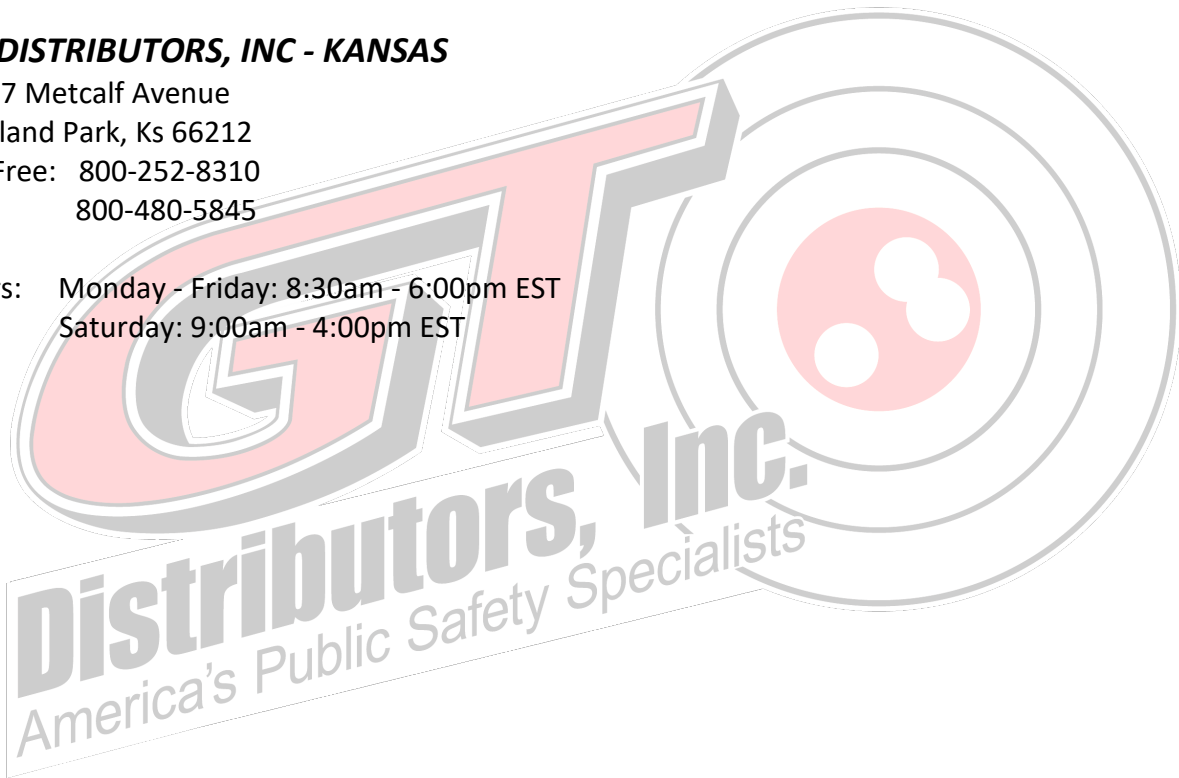 DISTRIBUTORS, INC - KANSAS
7 Metcalf Avenue
land Park, Ks 66212
Free: 800-252-8310
800-480-5845
s: Monday - Friday: 8:30am - 6:00pm EST
Saturday: 9:00am - 4:00pm EST
GT
Distributors, Inc.
America's Public Safety Specialists